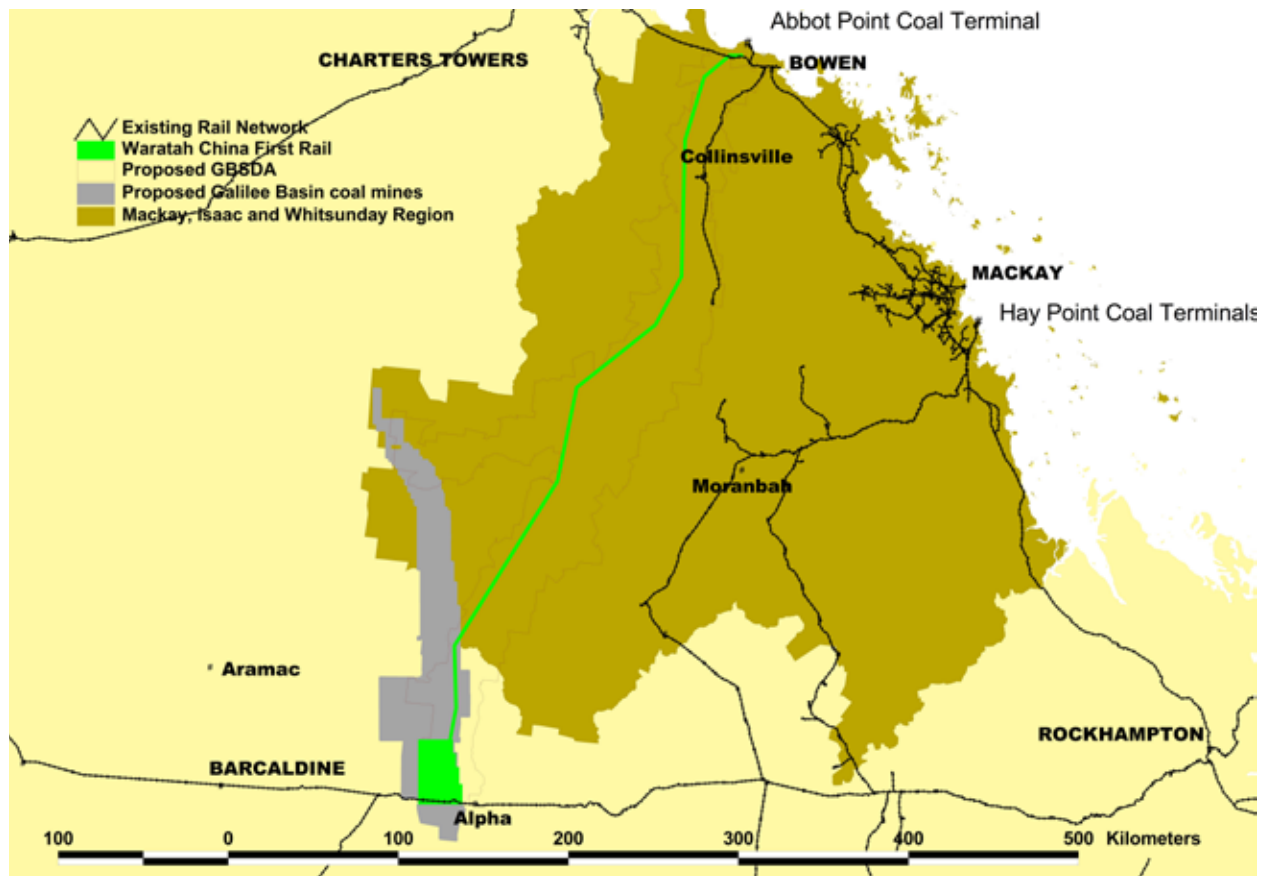 Abbot Point Coal Terminal
CHARTERS TOWERS
BOWEN
Existing Rail Network
Waratah China First Rail
Proposed GBSDA
Proposed Galilee Basin coal mines
Mackay, Isaac and Whitsunday Region
Collinsville
MACKAY
Hay Point Coal Terminals
Moranbah
Aramac
ROCKHAMPTON
BARCALDINE
Alpha
100 0 100 200 300 400 500 Kilometers